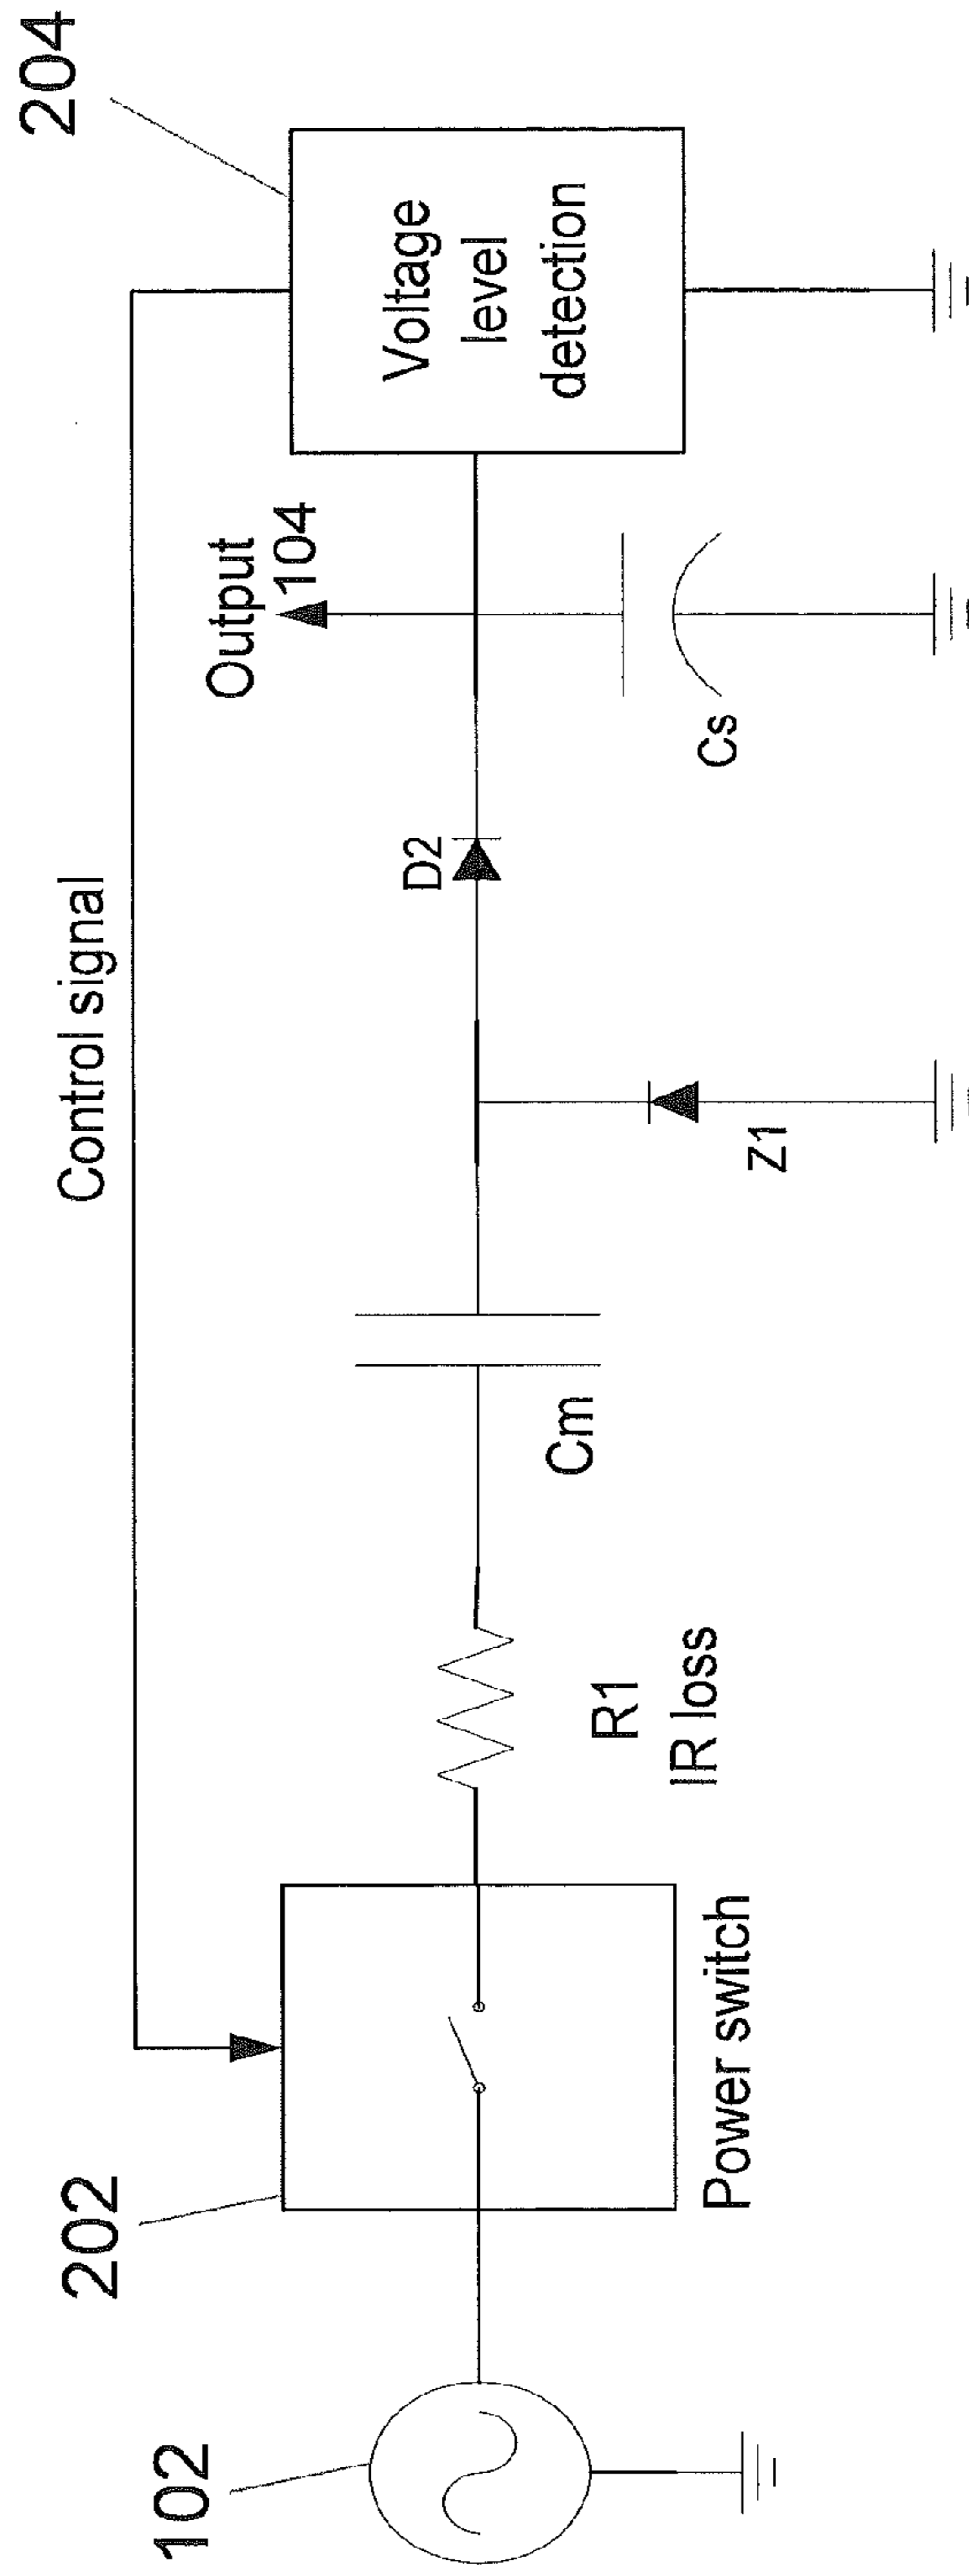 204
Control signal
Output
104
Voltage
level
detection
D2
Cs
Z1
Cm
R1
IR loss
202
Power switch
102